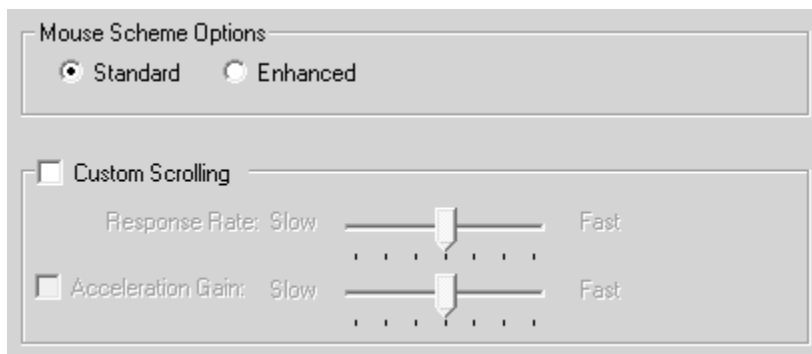 Mouse Scheme Options
Standard Enhanced
Custom Scrolling
Response Rate: Slow Fast
Acceleration Gain: Slow Fast